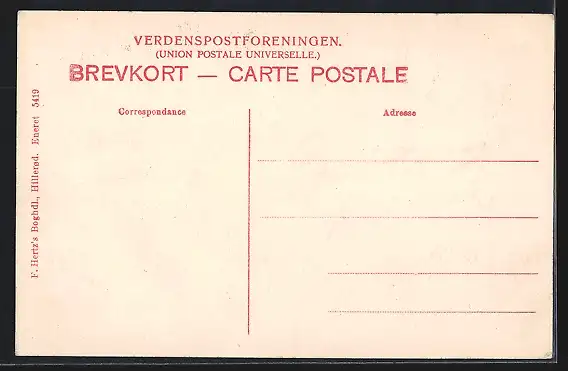 VERDENSPOSTFORENINGEN.
(UNION POSTALE UNIVERSELLE.)
BREVKORT — CARTE POSTALE
Correspondance
Adresse
F. Hertz's Boghdl., Hillerød. Eneret 5419